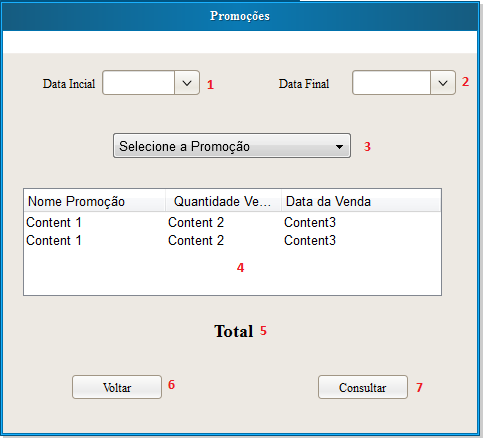 Promoções
Data Incial 1 Data Final 2
Selecione a Promoção 3
Nome Promoção Quantidade Ve... Data da Venda
Content 1 Content 2 Content3
Content 1 Content 2 Content3
4
Total 5
Voltar 6 Consultar 7